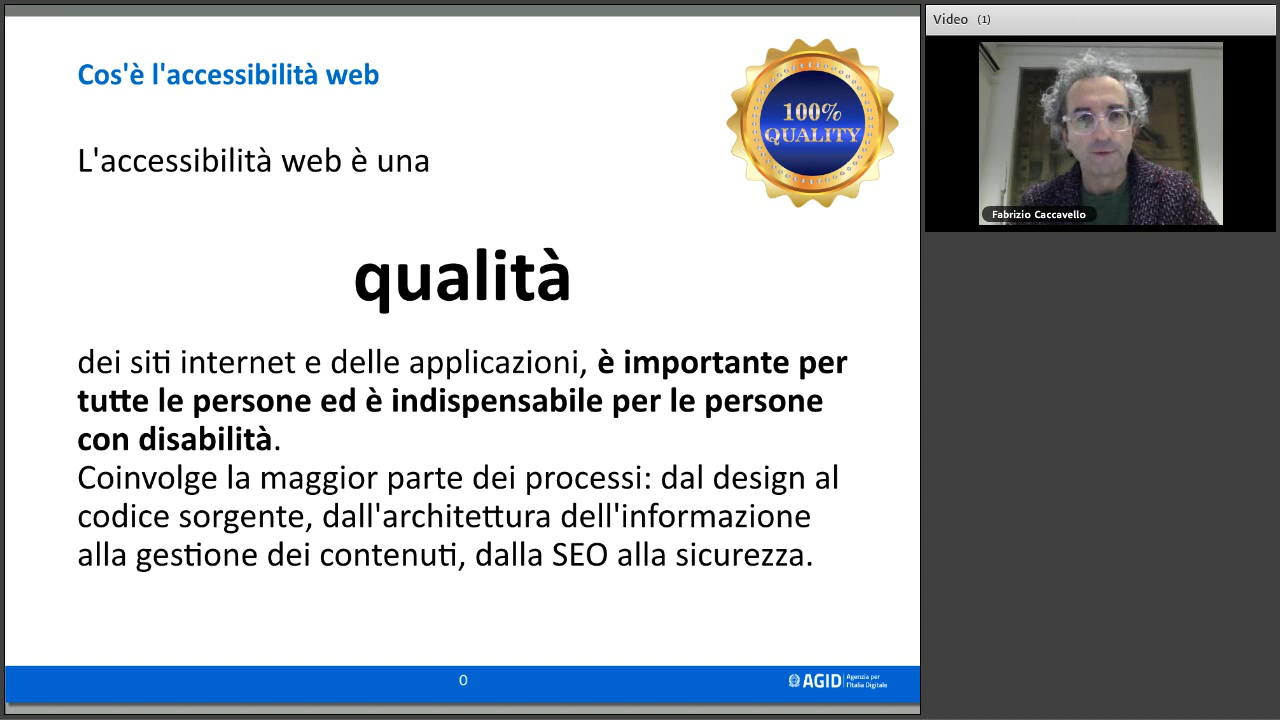 Cos'è l'accessibilità web
100%
QUALITY
L'accessibilità web è una
qualità
dei siti internet e delle applicazioni, è importante per
tutte le persone ed è indispensabile per le persone
con disabilità.
Coinvolge la maggior parte dei processi: dal design al
codice sorgente, dall'architettura dell'informazione
alla gestione dei contenuti, dalla SEO alla sicurezza.
0
AGID
Agenzia per
l'Italia Digitale
Video (1)
Fabrizio Caccavello